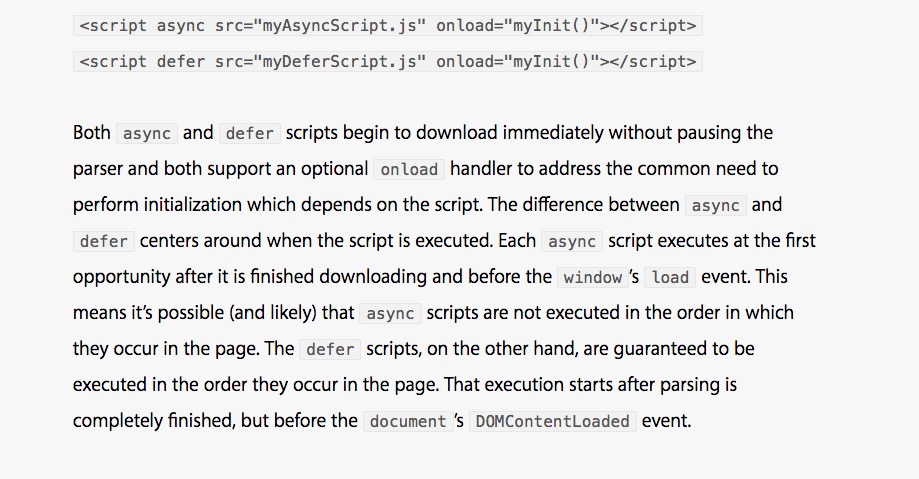 <script async src="myAsyncScript.js" onload="myInit()"></script>
<script defer src="myDeferScript.js" onload="myInit()"></script>
Both async and defer scripts begin to download immediately without pausing the
parser and both support an optional onload handler to address the common need to
perform initialization which depends on the script. The difference between async and
defer centers around when the script is executed. Each async script executes at the first
opportunity after it is finished downloading and before the window’s load event. This
means it’s possible (and likely) that async scripts are not executed in the order in which
they occur in the page. The defer scripts, on the other hand, are guaranteed to be
executed in the order they occur in the page. That execution starts after parsing is
completely finished, but before the document’s DOMContentLoaded event.